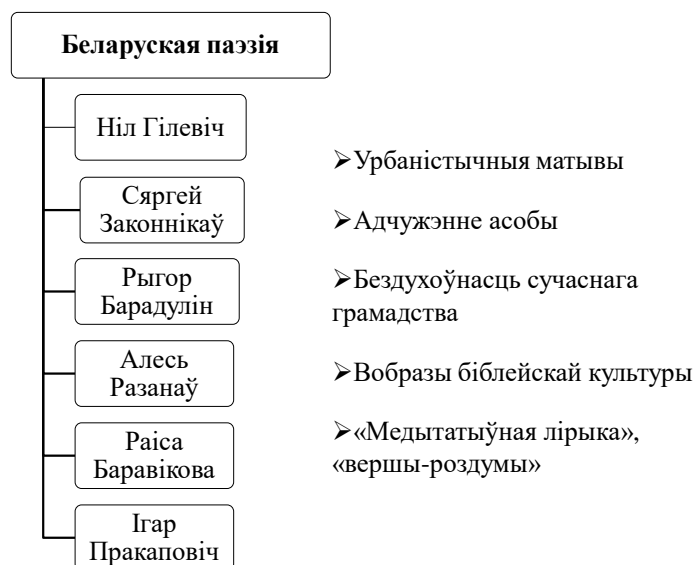 Беларуская паэзія
Ніл Гілевіч
Сяргей
Законнікаў
Рыгор
Барадулін
Алесь
Разанаў
Раіса
Баравікова
Ігар
Пракаповіч
➢Урбаністычныя матывы
➢Адчужэнне асобы
➢Бездухоўнасць сучаснага
грамадства
➢Вобразы біблейскай культуры
➢«Медытатыўная лірыка»,
«вершы-роздумы»